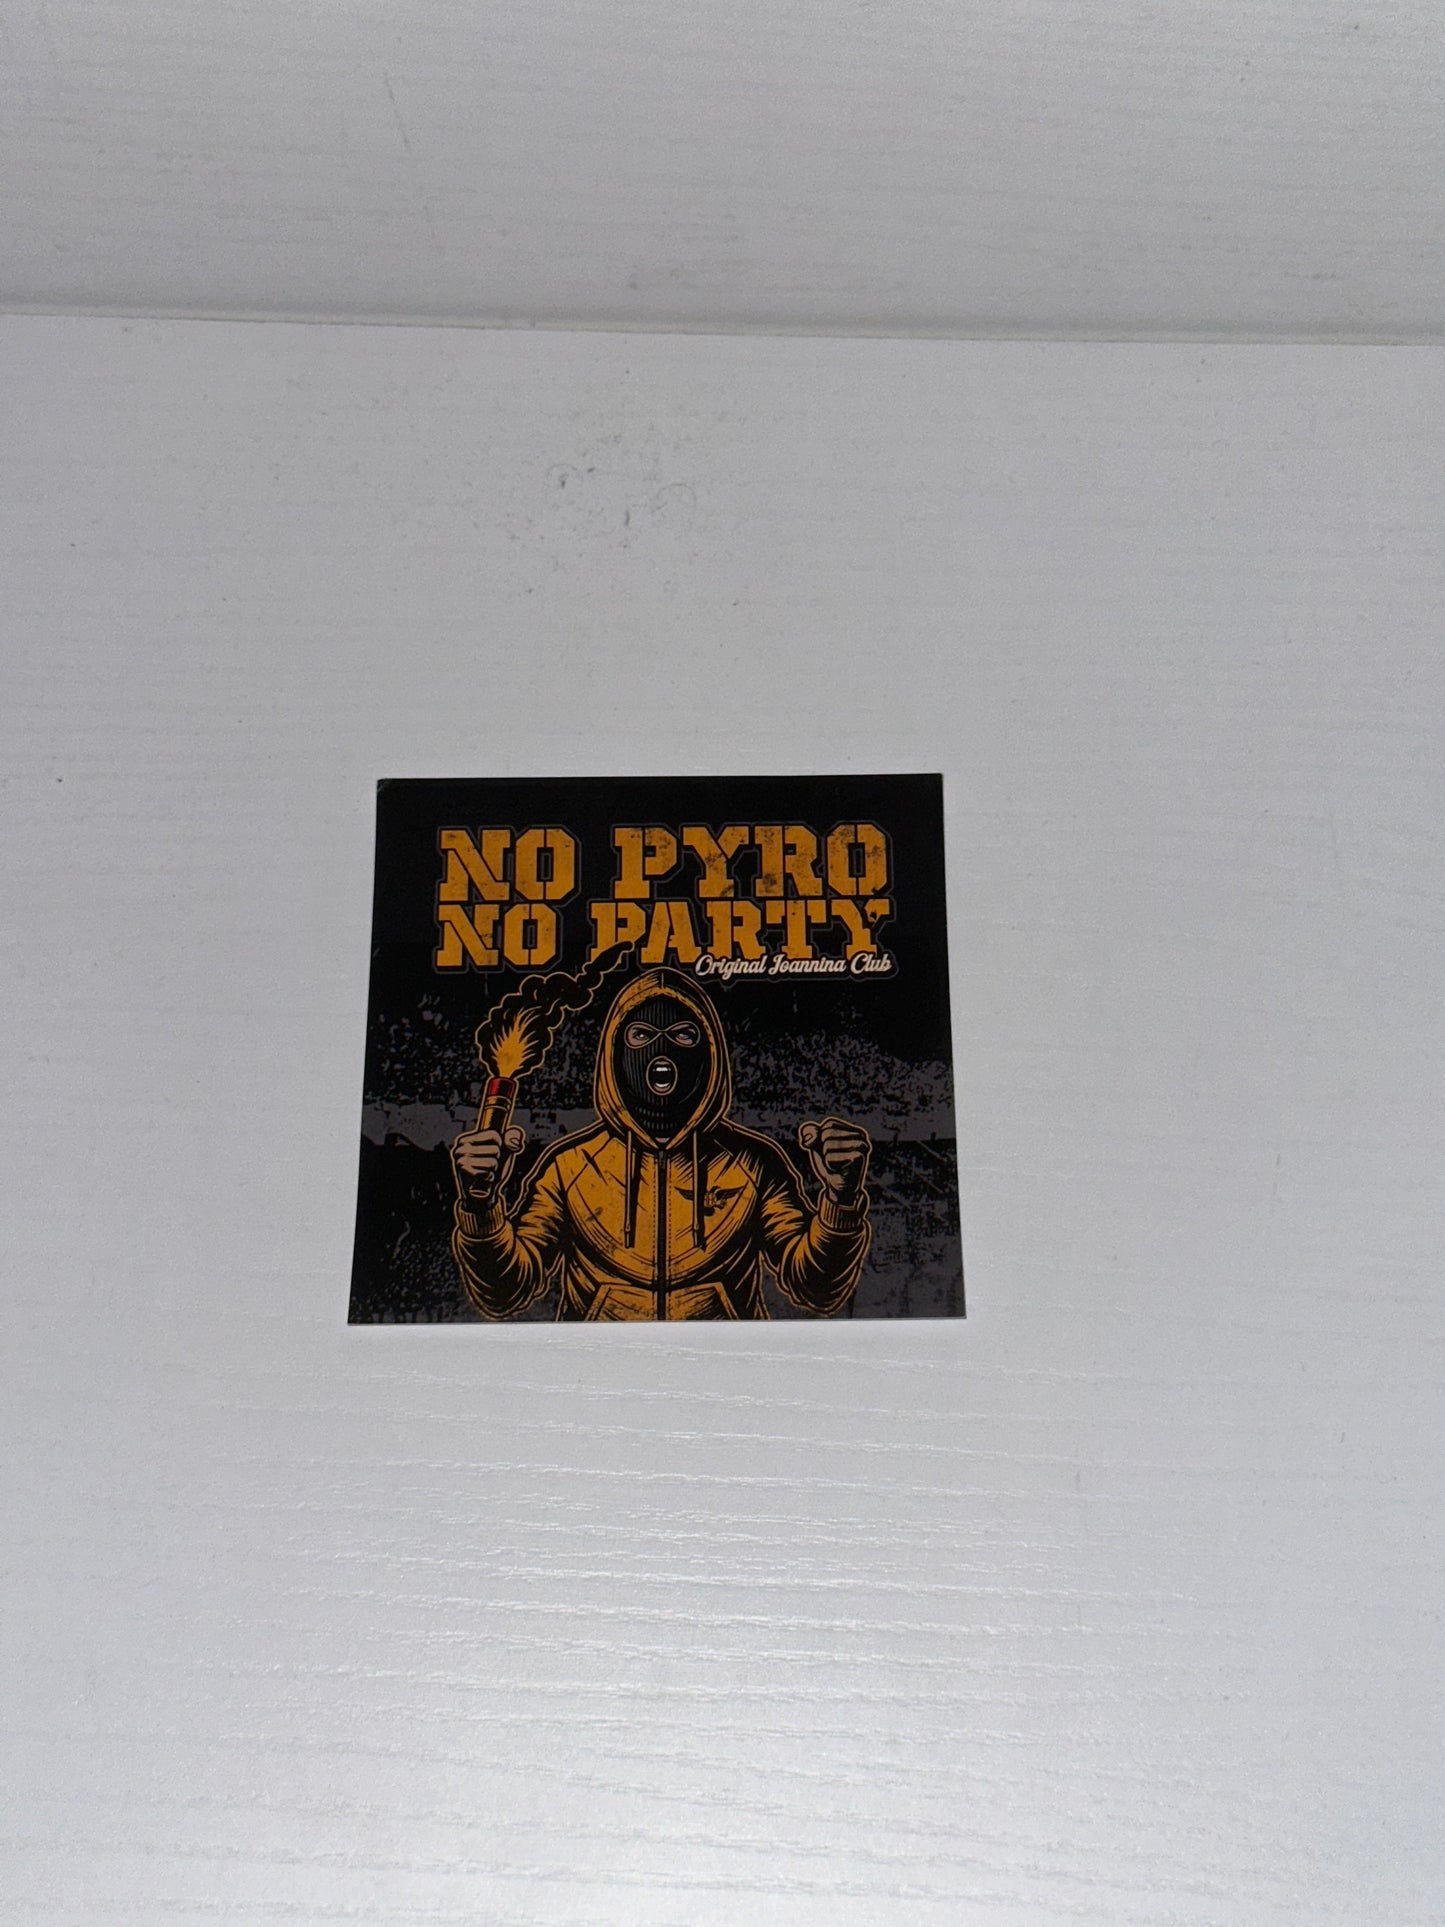 NO PYRO
NO PARTY
Original Ioannina Club